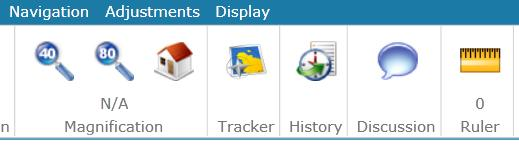 Navigation Adjustments Display
40 80
N/A 0
n Magnification Tracker History Discussion Ruler